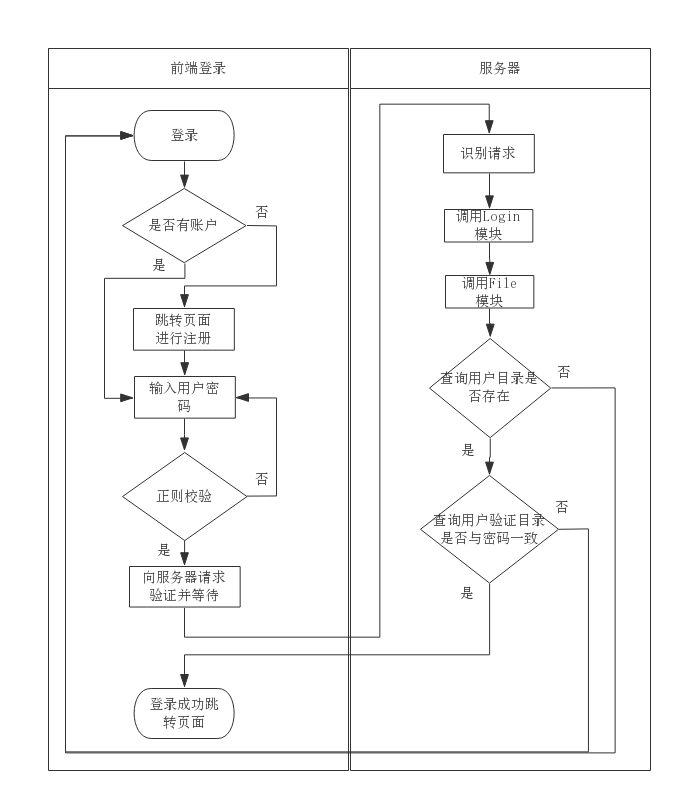 前端登录
服务器
登录
是否有账户
否
是
跳转页面
进行注册
输入用户密
码
正则校验
否
是
向服务器请求
验证并等待
登录成功跳
转页面
识别请求
调用Login
模块
调用File
模块
查询用户目录是
否存在
否
是
查询用户验证目录
是否与密码一致
否
是